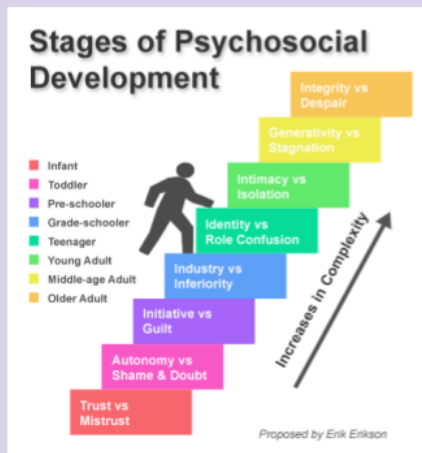 Stages of Psychosocial
Development
Integrity vs
Despair
Generativity vs
Stagnation
Intimacy vs
Isolation
Identity vs
Role Confusion
Industry vs
Inferiority
Initiative vs
Guilt
Autonomy vs
Shame & Doubt
Trust vs
Mistrust
Infant
Toddler
Pre-schooler
Grade-schooler
Teenager
Young Adult
Middle-age Adult
Older Adult
Increases in Complexity
Proposed by Erik Erikson